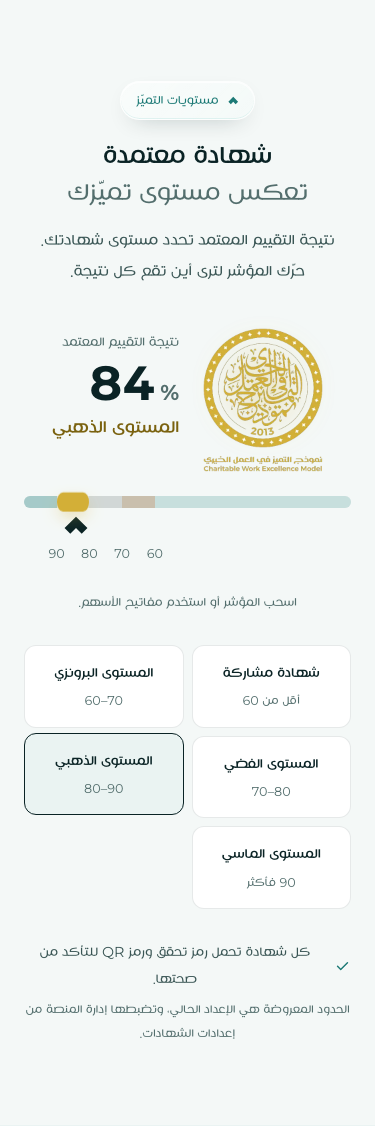 مستويات التميّز
شهادة معتمدة
تعكس مستوى تميّزك
نتيجة التقييم المعتمد تحدد مستوى شهادتك.
حرّك المؤشر لترى أين تقع كل نتيجة.
2013
نموذج التميز في العمل الخيري
Charitable Work Excellence Model
نتيجة التقييم المعتمد
84 %
المستوى الذهبي
60 70 80 90
اسحب المؤشر أو استخدم مفاتيح الأسهم.
شهادة مشاركة
أقل من 60
المستوى البرونزي
60–70
المستوى الفضي
70–80
المستوى الذهبي
80–90
المستوى الماسي
90 فأكثر
كل شهادة تحمل رمز تحقق ورمز QR للتأكد من
صحتها.
الحدود المعروضة هي الإعداد الحالي، وتضبطها إدارة المنصة من
إعدادات الشهادات.